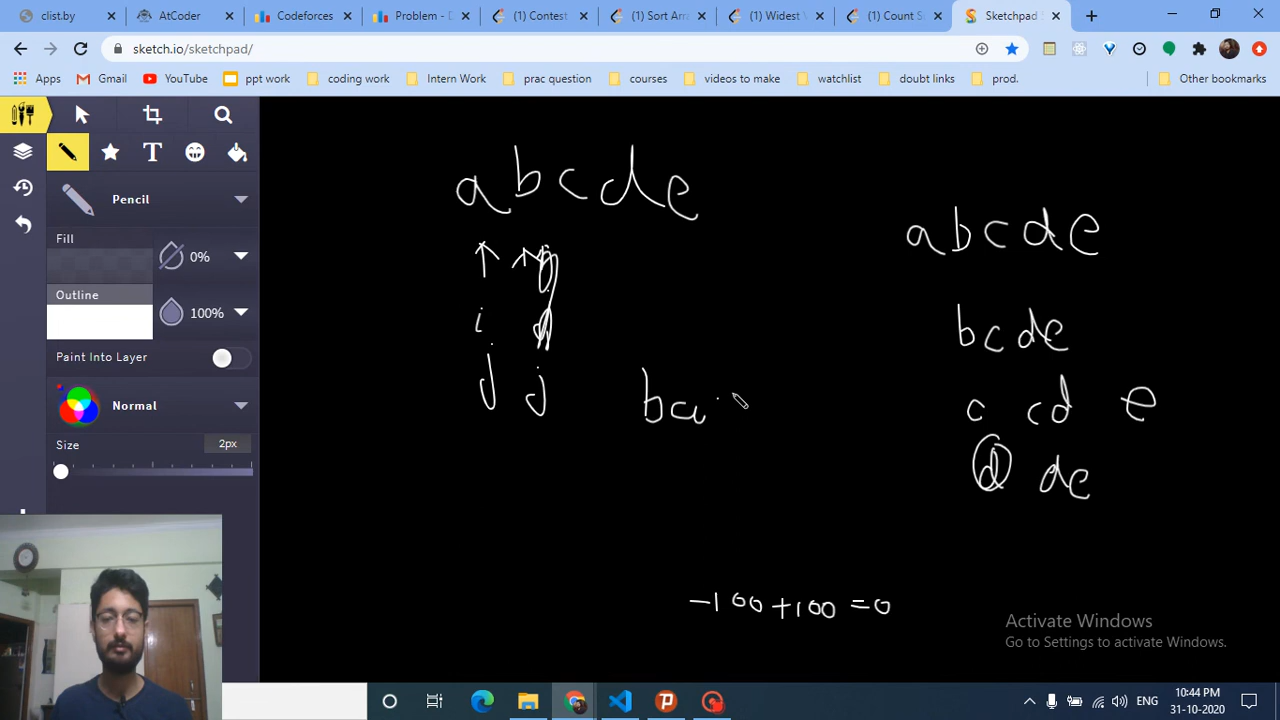 clist.by
AtCoder
Codeforces
Problem - D
(1) Contest
(1) Sort Arra
(1) Widest V
(1) Count S
Sketchpad
sketch.io/sketchpad/
Apps
Gmail
YouTube
ppt work
coding work
Intern Work
prac question
courses
videos to make
watchlist
doubt links
prod.
Other bookmarks
Pencil
Fill
0%
Outline
100%
Paint Into Layer
Normal
Size
2px
abcde
i
j j
ba
abcde
bcde
c cd e
d de
-100+100=0
Activate Windows
Go to Settings to activate Windows.
ENG
10:44 PM
31-10-2020